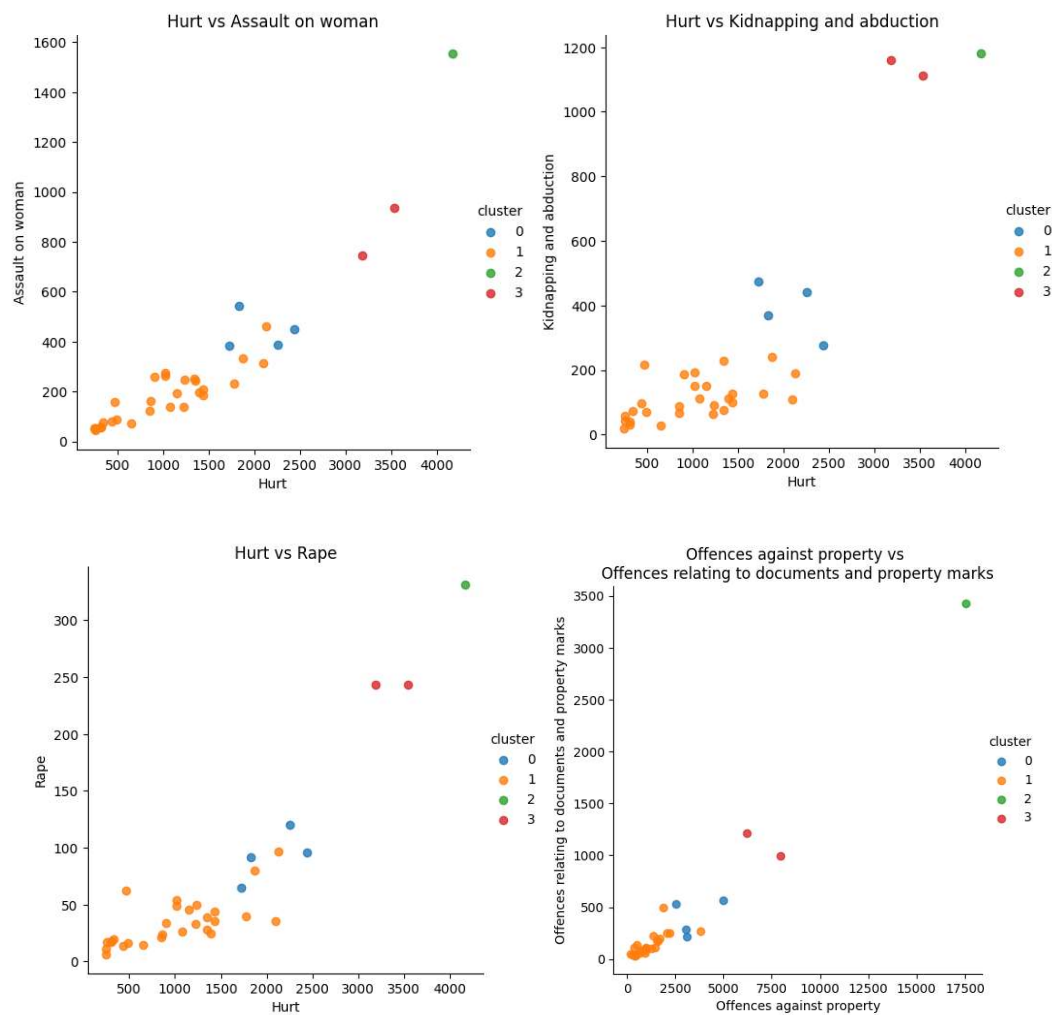 Hurt vs Assault on woman
1600
1400
1200
1000
800
600
400
200
0
Assault on woman
500 1000 1500 2000 2500 3000 3500 4000
Hurt
cluster
0
1
2
3
Hurt vs Kidnapping and abduction
1200
1000
800
600
400
200
0
Kidnapping and abduction
500 1000 1500 2000 2500 3000 3500 4000
Hurt
cluster
0
1
2
3
Hurt vs Rape
300
250
200
150
100
50
0
Rape
500 1000 1500 2000 2500 3000 3500 4000
Hurt
cluster
0
1
2
3
Offences against property vs
Offences relating to documents and property marks
3500
3000
2500
2000
1500
1000
500
0
Offences relating to documents and property marks
0 2500 5000 7500 10000 12500 15000 17500
Offences against property
cluster
0
1
2
3